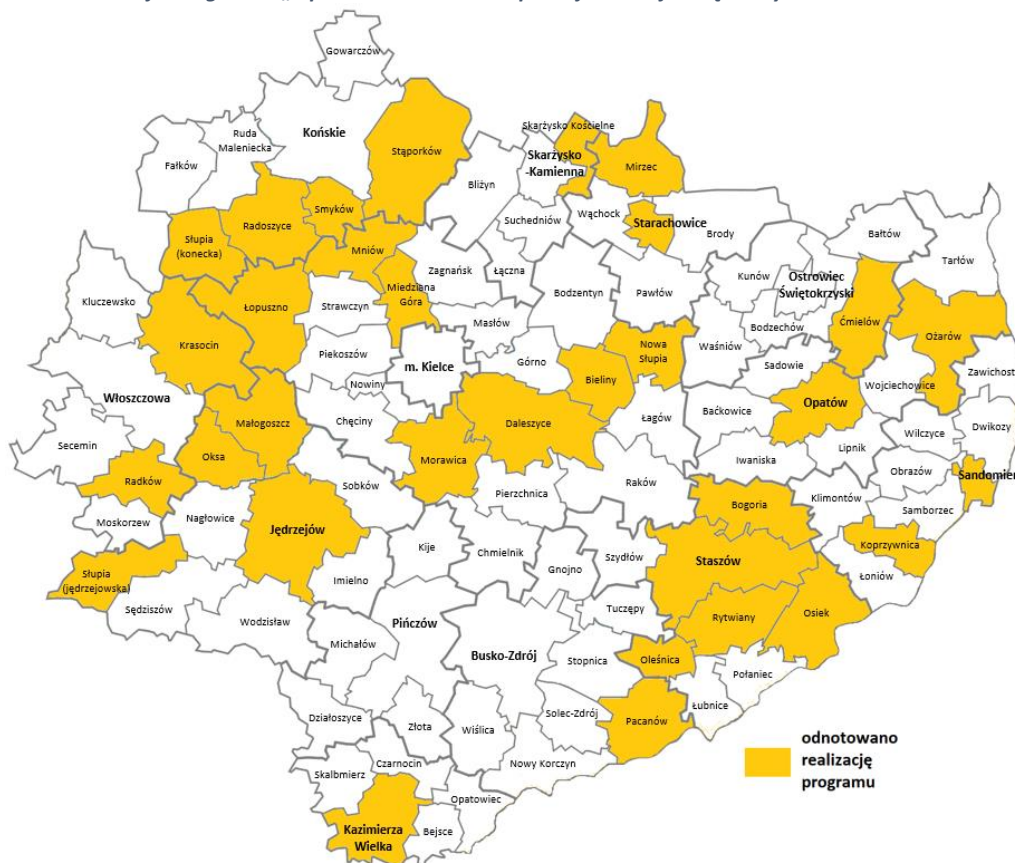 Gowarczów
Końskie
Ruda
Maleniecka
Fałków
Stąporków
Skarżysko Kościelne
Skarżysko
-Kamienna
Mirzec
Bliżyn
Smyków
Radoszyce
Słupia
(konecka)
Suchedniów
Wąchock
Starachowice
Brody
Bałtów
Tarłów
Mniów
Zagnańsk
Łączna
Kluczewsko
Łopuszno
Strawczyn
Miedziana
Góra
Bodzentyn
Pawłów
Kunów
Ostrowiec
Świętokrzyski
Bodzechów
Ćmielów
Ożarów
Masłów
Krasocin
Piekoszów
m. Kielce
Górno
Nowa
Słupia
Waśniów
Sadowie
Wojciechowice
Zawichost
Nowiny
Bieliny
Włoszczowa
Małogoszcz
Chęciny
Daleszyce
Łagów
Baćkowice
Opatów
Secemin
Oksa
Morawica
Iwaniska
Lipnik
Wilczyce
Dwikozy
Radków
Sobków
Pierzchnica
Raków
Obrazów
Sandomierz
Moskorzew
Nagłowice
Jędrzejów
Bogoria
Klimontów
Samborzec
Kije
Chmielnik
Gnojno
Szydłów
Staszów
Koprzywnica
Słupia
(jędrzejowska)
Imielno
Łoniów
Sędziszów
Wodzisław
Michałów
Pińczów
Tuczępy
Rytwiany
Osiek
Busko-Zdrój
Stopnica
Oleśnica
Połaniec
Działoszyce
Złota
Wiślica
Solec-Zdrój
Pacanów
Łubnice
Skalbmierz
Czarnocin
Nowy Korczyn
Opatowiec
Kazimierza
Wielka
Bejsce
odnotowano
realizację
programu